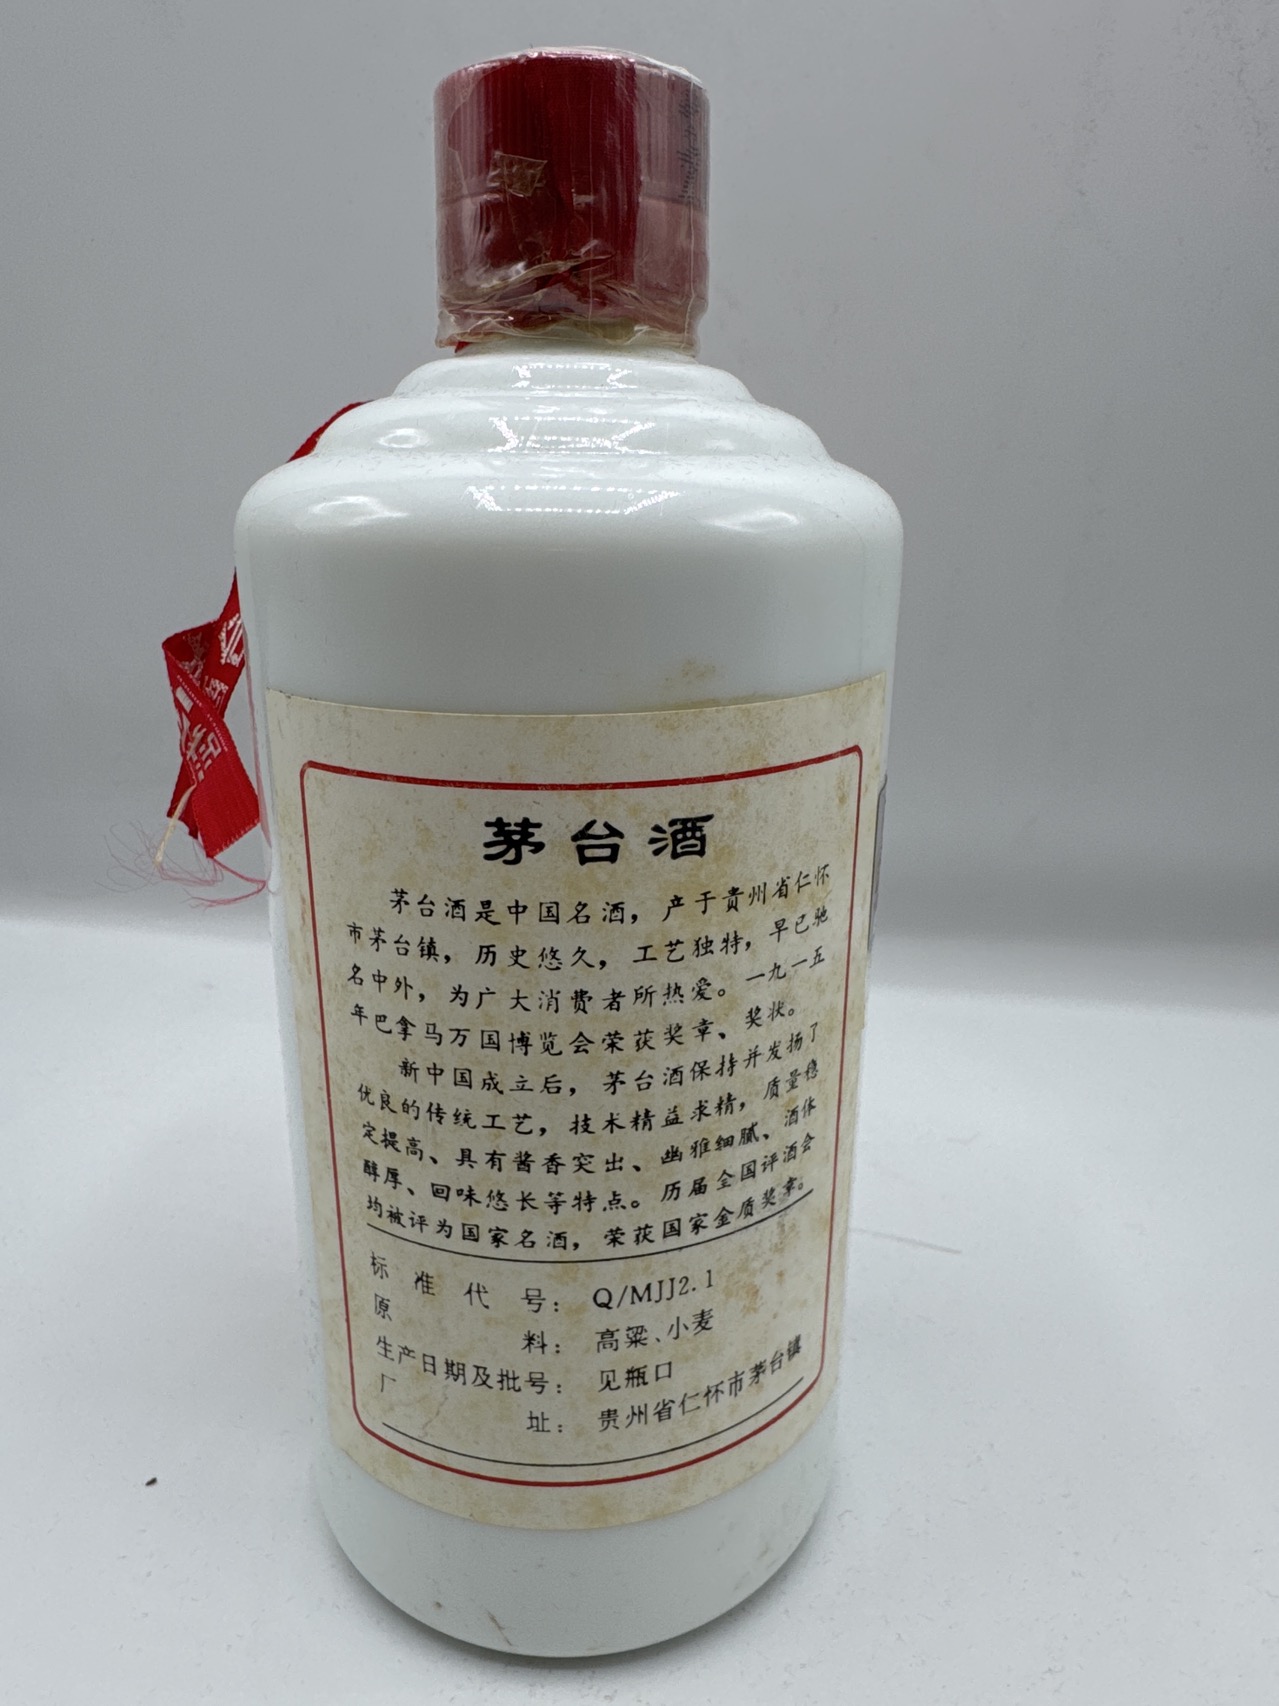 茅台酒
茅台酒是中国名酒，产于贵州省仁怀
市茅台镇，历史悠久，工艺独特，早已驰
名中外，为广大消费者所热爱。一九一五
年巴拿马万国博览会荣获奖章、奖状。
新中国成立后，茅台酒保持并发扬了
优良的传统工艺，技术精益求精，质量稳
定提高、具有酱香突出、幽雅细腻、酒体
醇厚、回味悠长等特点。历届全国评酒会
均被评为国家名酒，荣获国家金质奖章。
标准代号：Q/MJJ2.1
原料：高粱、小麦
生产日期及批号：见瓶口
厂址：贵州省仁怀市茅台镇